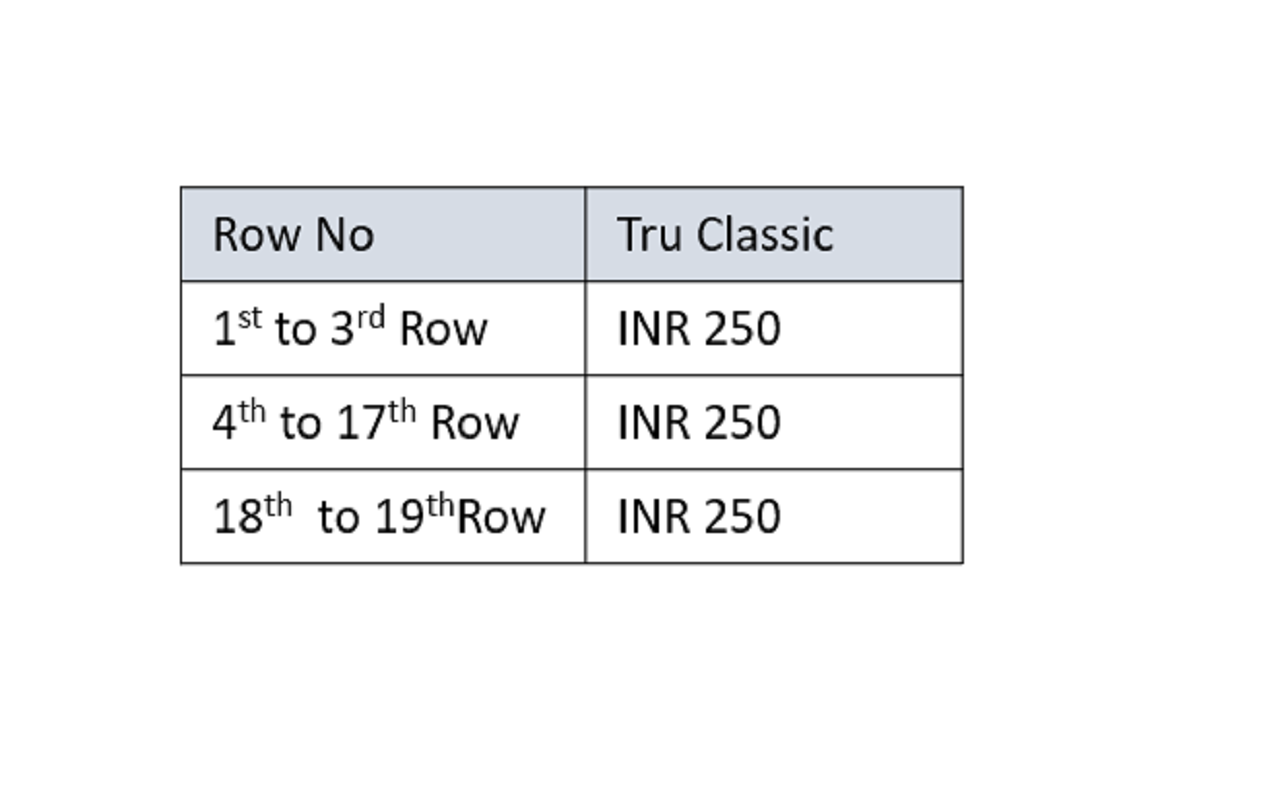 Row No Tru Classic
1st to 3rd Row INR 250
4th to 17th Row INR 250
18th to 19thRow INR 250